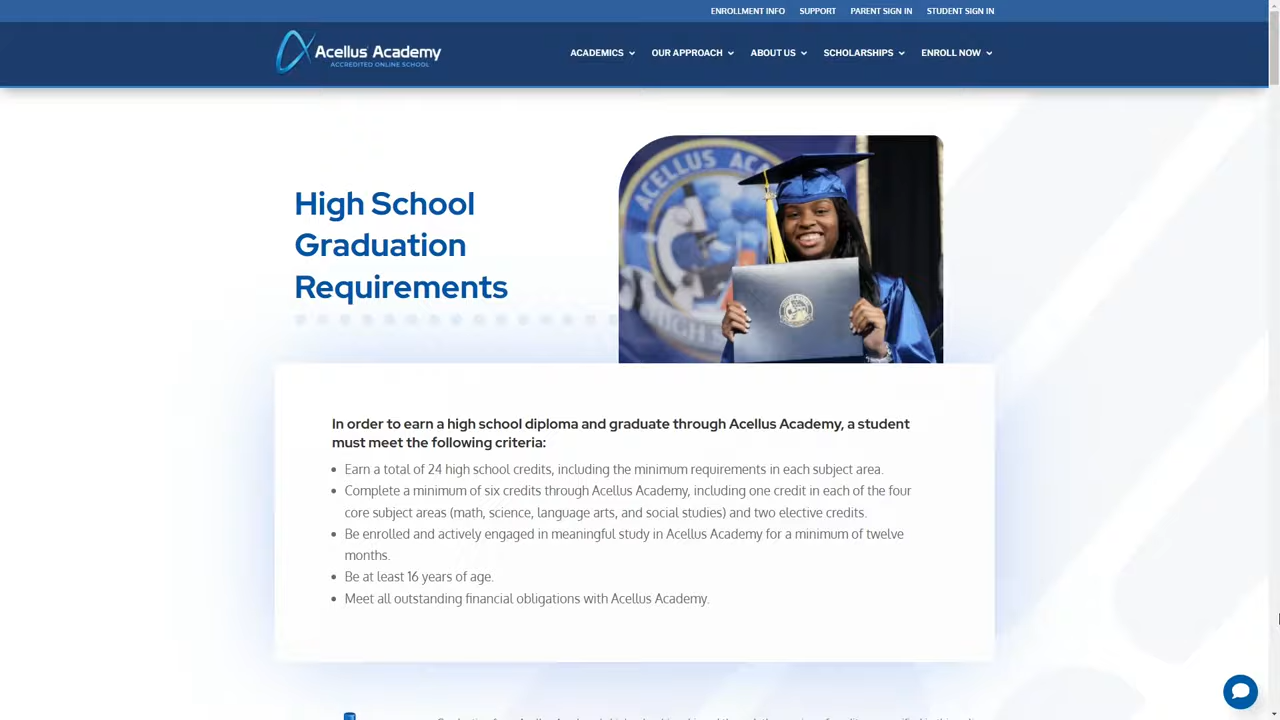 ENROLLMENT INFO SUPPORT PARENT SIGN IN STUDENT SIGN IN
Acellus Academy
ACCREDITED ONLINE SCHOOL
ACADEMICS OUR APPROACH ABOUT US SCHOLARSHIPS ENROLL NOW
ACELLUS ACA
High School
Graduation
Requirements
In order to earn a high school diploma and graduate through Acellus Academy, a student
must meet the following criteria:
• Earn a total of 24 high school credits, including the minimum requirements in each subject area.
• Complete a minimum of six credits through Acellus Academy, including one credit in each of the four
core subject areas (math, science, language arts, and social studies) and two elective credits.
• Be enrolled and actively engaged in meaningful study in Acellus Academy for a minimum of twelve
months.
• Be at least 16 years of age.
• Meet all outstanding financial obligations with Acellus Academy.